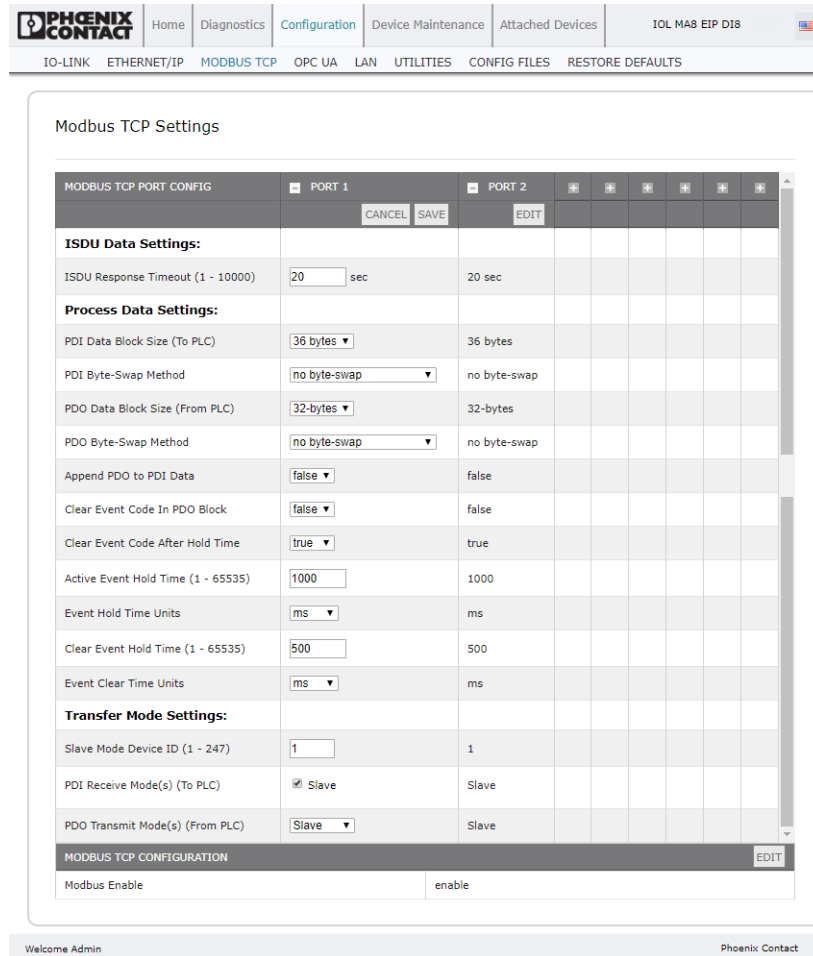 PHŒNIX CONTACT
Home Diagnostics Configuration Device Maintenance Attached Devices IOL MA8 EIP DI8
IO-LINK ETHERNET/IP MODBUS TCP OPC UA LAN UTILITIES CONFIG FILES RESTORE DEFAULTS
Modbus TCP Settings
MODBUS TCP PORT CONFIG PORT 1 PORT 2
CANCEL SAVE EDIT
ISDU Data Settings:
ISDU Response Timeout (1 - 10000) 20 sec 20 sec
Process Data Settings:
PDI Data Block Size (To PLC) 36 bytes 36 bytes
PDI Byte-Swap Method no byte-swap no byte-swap
PDO Data Block Size (From PLC) 32-bytes 32-bytes
PDO Byte-Swap Method no byte-swap no byte-swap
Append PDO to PDI Data false false
Clear Event Code In PDO Block false false
Clear Event Code After Hold Time true true
Active Event Hold Time (1 - 65535) 1000 1000
Event Hold Time Units ms ms
Clear Event Hold Time (1 - 65535) 500 500
Event Clear Time Units ms ms
Transfer Mode Settings:
Slave Mode Device ID (1 - 247) 1 1
PDI Receive Mode(s) (To PLC) Slave Slave
PDO Transmit Mode(s) (From PLC) Slave Slave
MODBUS TCP CONFIGURATION EDIT
Modbus Enable enable
Welcome Admin Phoenix Contact